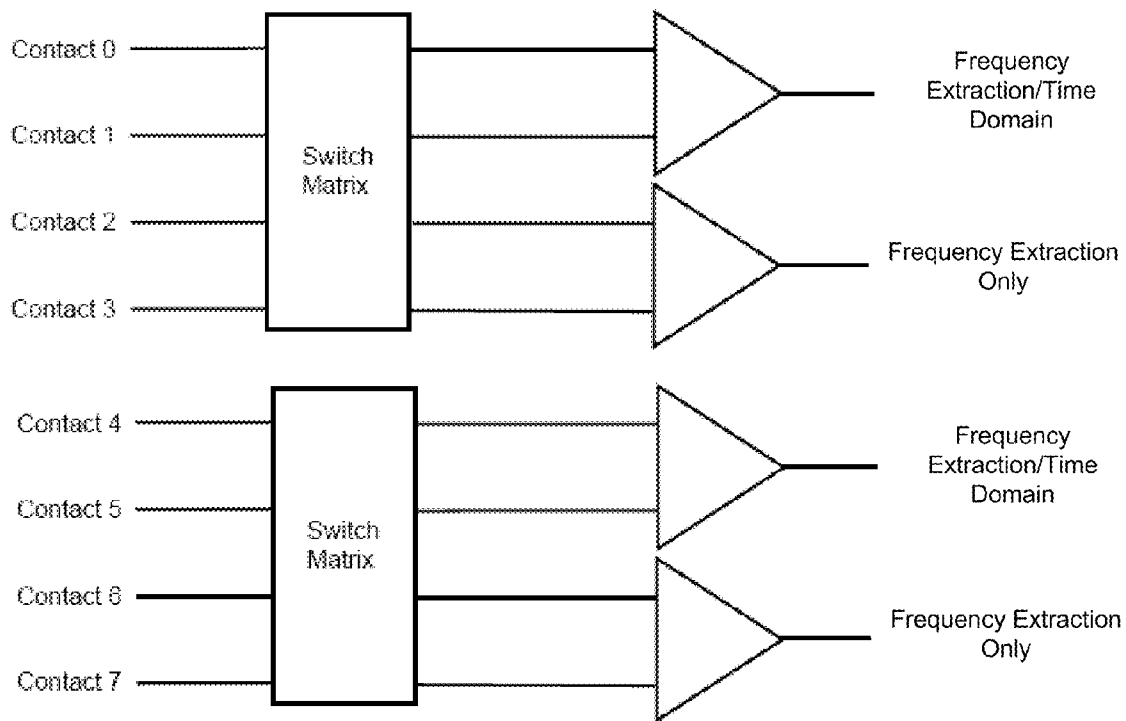 Contact 0
Contact 1
Contact 2
Contact 3
Switch
Matrix
Frequency
Extraction/Time
Domain
Frequency Extraction
Only
Contact 4
Contact 5
Contact 6
Contact 7
Switch
Matrix
Frequency
Extraction/Time
Domain
Frequency Extraction
Only